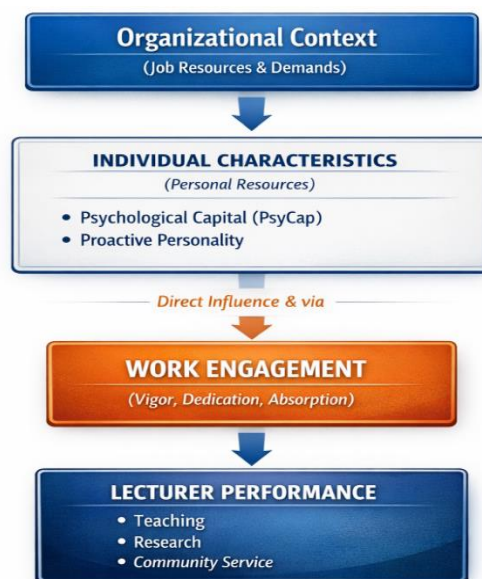 Organizational Context
(Job Resources & Demands)
INDIVIDUAL CHARACTERISTICS
(Personal Resources)
• Psychological Capital (PsyCap)
• Proactive Personality
Direct Influence & via
WORK ENGAGEMENT
(Vigor, Dedication, Absorption)
LECTURER PERFORMANCE
• Teaching
• Research
• Community Service